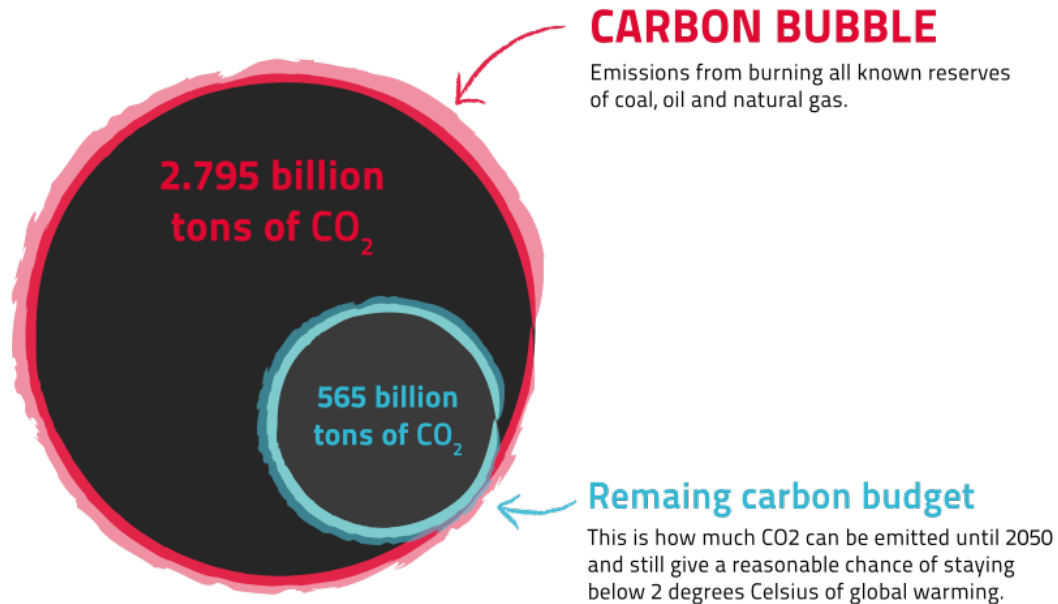 CARBON BUBBLE
Emissions from burning all known reserves
of coal, oil and natural gas.
2.795 billion
tons of CO₂
565 billion
tons of CO₂
Remaing carbon budget
This is how much CO2 can be emitted until 2050
and still give a reasonable chance of staying
below 2 degrees Celsius of global warming.